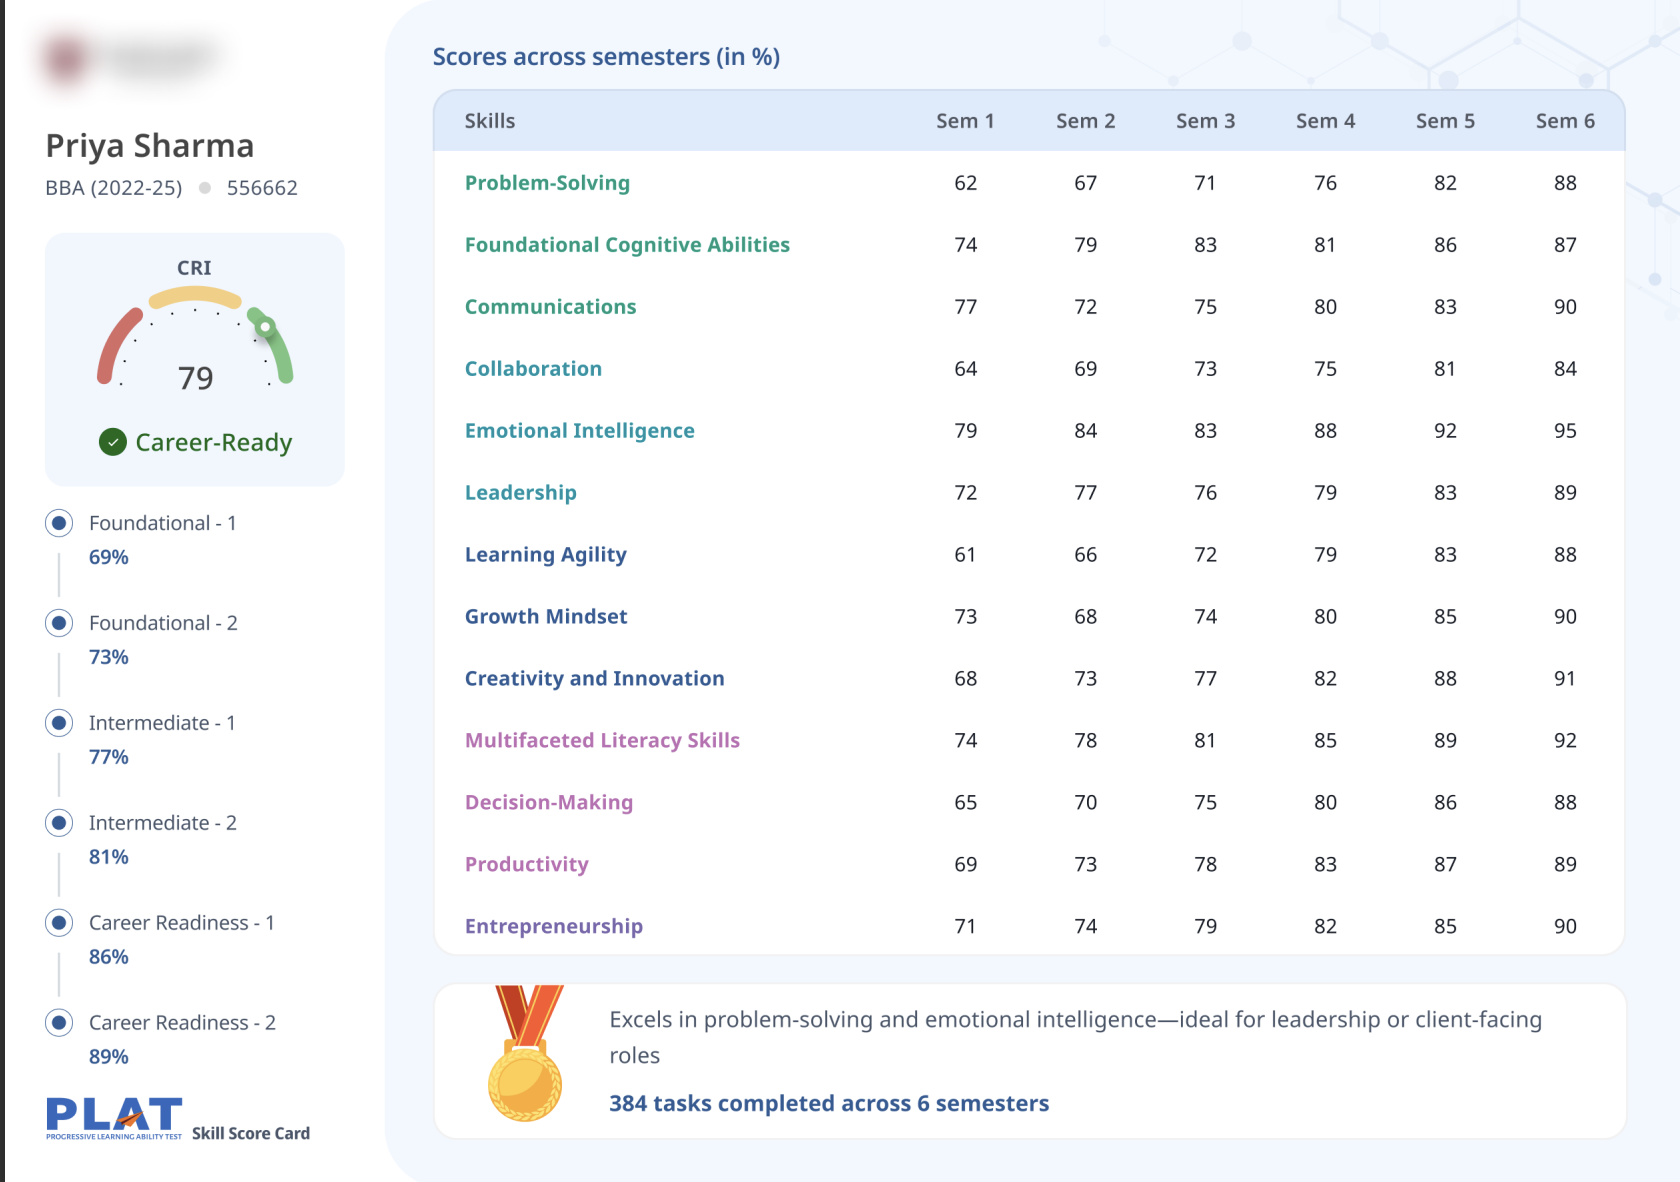 Priya Sharma
BBA (2022-25) 556662
CRI
79
Career-Ready
Foundational - 1
69%
Foundational - 2
73%
Intermediate - 1
77%
Intermediate - 2
81%
Career Readiness - 1
86%
Career Readiness - 2
89%
PLAT
PROGRESSIVE LEARNING ABILITY TEST
Skill Score Card
Scores across semesters (in %)
Skills Sem 1 Sem 2 Sem 3 Sem 4 Sem 5 Sem 6
Problem-Solving 62 67 71 76 82 88
Foundational Cognitive Abilities 74 79 83 81 86 87
Communications 77 72 75 80 83 90
Collaboration 64 69 73 75 81 84
Emotional Intelligence 79 84 83 88 92 95
Leadership 72 77 76 79 83 89
Learning Agility 61 66 72 79 83 88
Growth Mindset 73 68 74 80 85 90
Creativity and Innovation 68 73 77 82 88 91
Multifaceted Literacy Skills 74 78 81 85 89 92
Decision-Making 65 70 75 80 86 88
Productivity 69 73 78 83 87 89
Entrepreneurship 71 74 79 82 85 90
Excels in problem-solving and emotional intelligence—ideal for leadership or client-facing
roles
384 tasks completed across 6 semesters